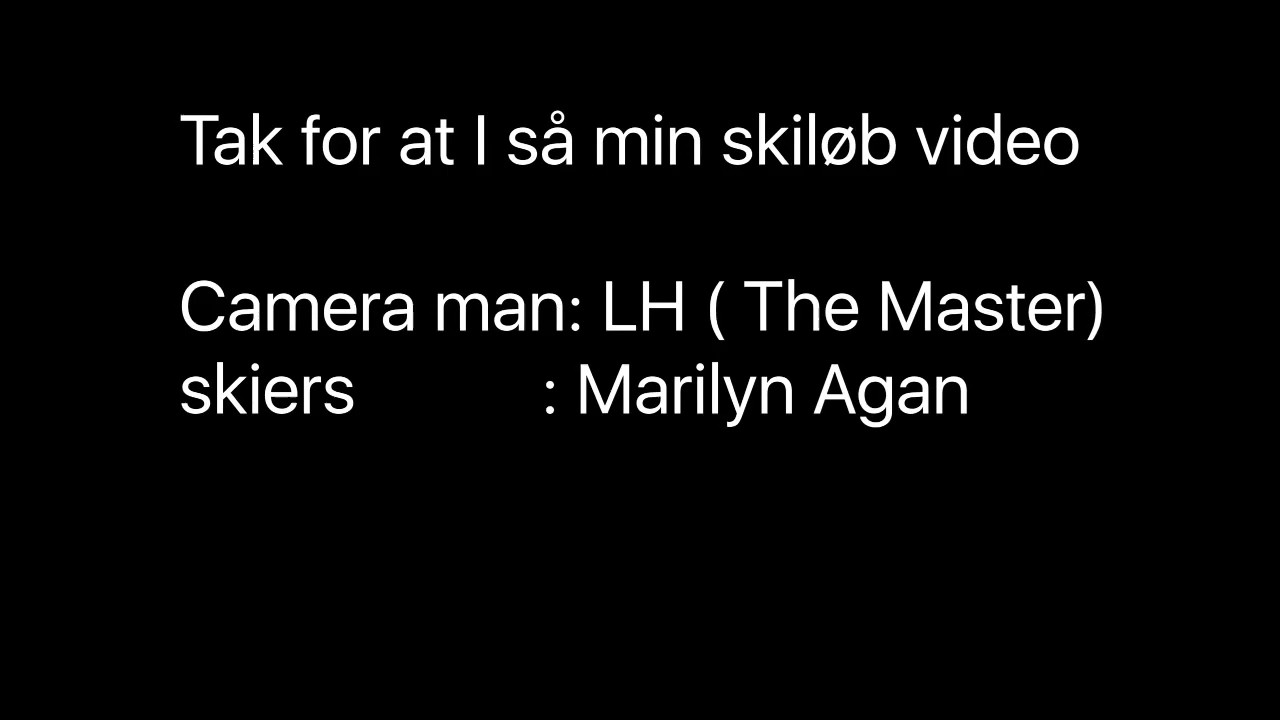 Tak for at I så min skiløb video
Camera man: LH ( The Master)
skiers : Marilyn Agan